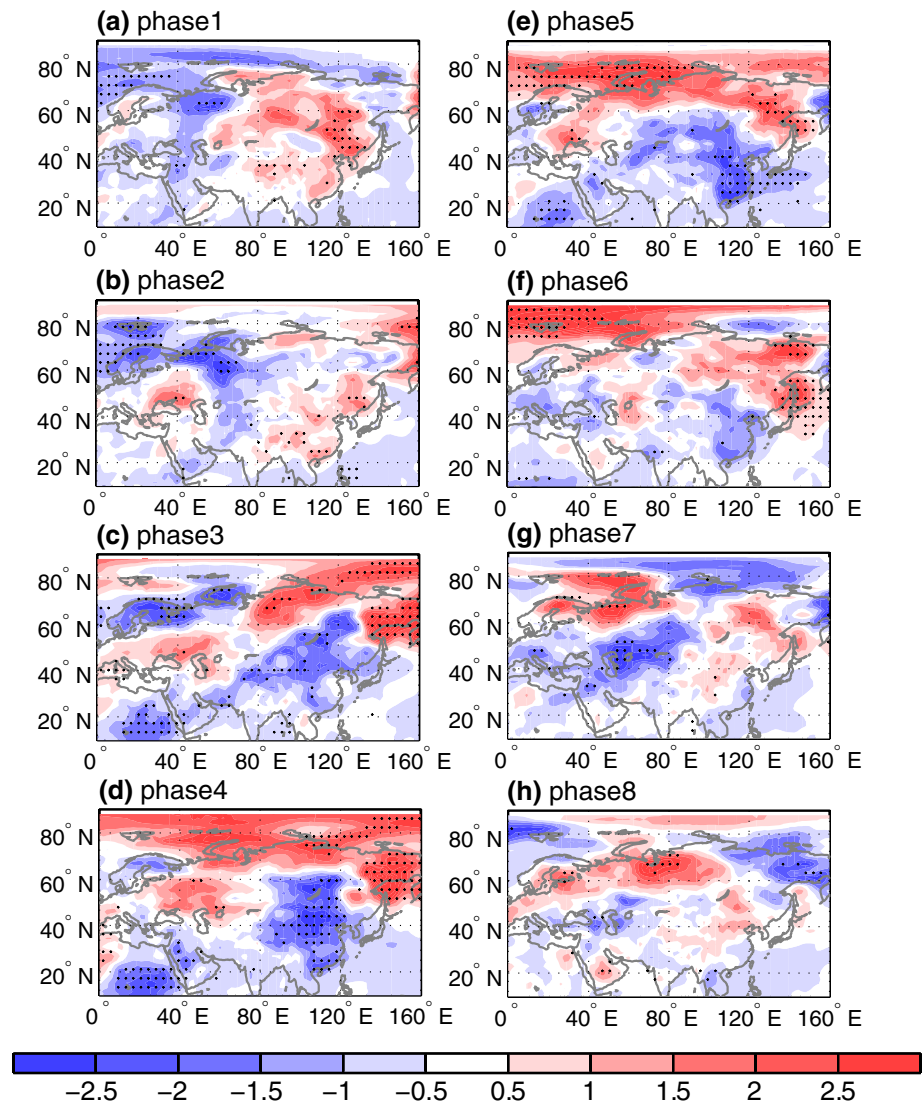 (a) phase1
80° N
60° N
40° N
20° N
0° 40° E 80° E 120° E 160° E
(b) phase2
80° N
60° N
40° N
20° N
0° 40° E 80° E 120° E 160° E
(c) phase3
80° N
60° N
40° N
20° N
0° 40° E 80° E 120° E 160° E
(d) phase4
80° N
60° N
40° N
20° N
0° 40° E 80° E 120° E 160° E
(e) phase5
80° N
60° N
40° N
20° N
0° 40° E 80° E 120° E 160° E
(f) phase6
80° N
60° N
40° N
20° N
0° 40° E 80° E 120° E 160° E
(g) phase7
80° N
60° N
40° N
20° N
0° 40° E 80° E 120° E 160° E
(h) phase8
80° N
60° N
40° N
20° N
0° 40° E 80° E 120° E 160° E
−2.5 −2 −1.5 −1 −0.5 0.5 1 1.5 2 2.5